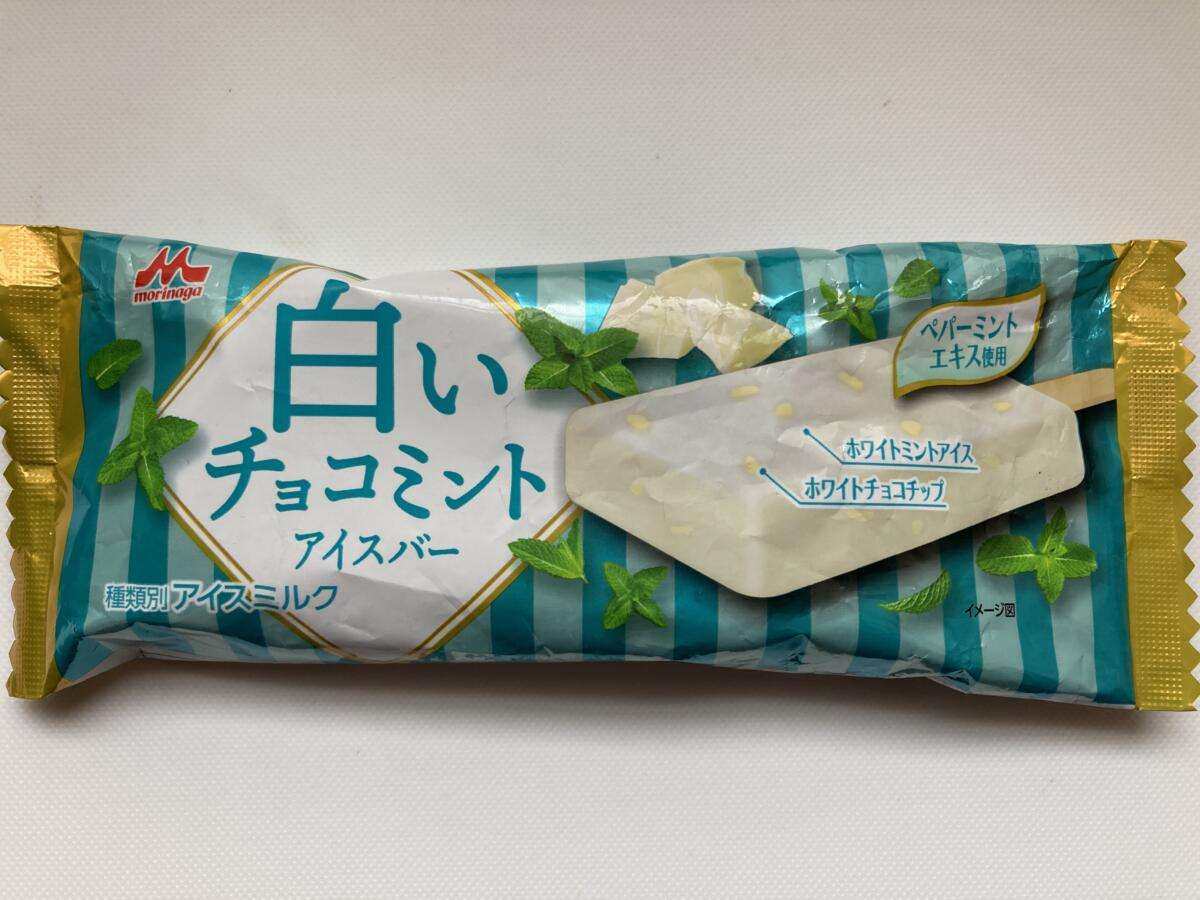 morinaga
白い
チョコミント
アイスバー
種類別 アイスミルク
ペパーミント
エキス使用
ホワイトミントアイス
ホワイトチョコチップ
イメージ図